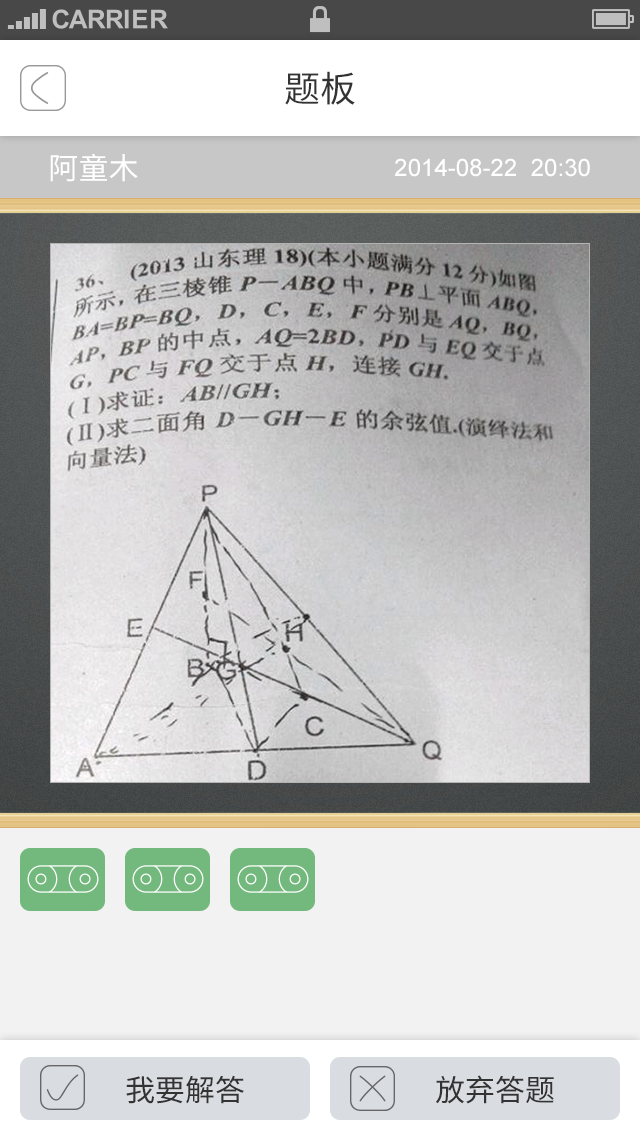 CARRIER
题板
阿童木 2014-08-22 20:30
36、 (2013 山东理 18)(本小题满分 12 分)如图
所示，在三棱锥 P－ABQ 中，PB⊥平面 ABQ，
BA=BP=BQ，D，C，E，F 分别是 AQ，BQ，
AP，BP 的中点，AQ=2BD，PD 与 EQ 交于点
G，PC 与 FQ 交于点 H，连接 GH.
(Ⅰ)求证：AB//GH；
(Ⅱ)求二面角 D－GH－E 的余弦值.(演绎法和
向量法)
P
F
E
H
B G
C
A D Q
我要解答 放弃答题